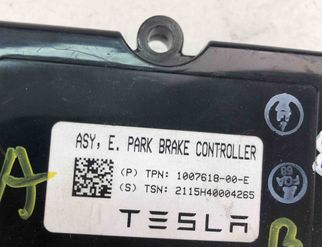 ASY, E. PARK BRAKE CONTROLLER
(P) TPN: 1007618-00-E
(S) TSN: 2115H40004265
TESLA
A